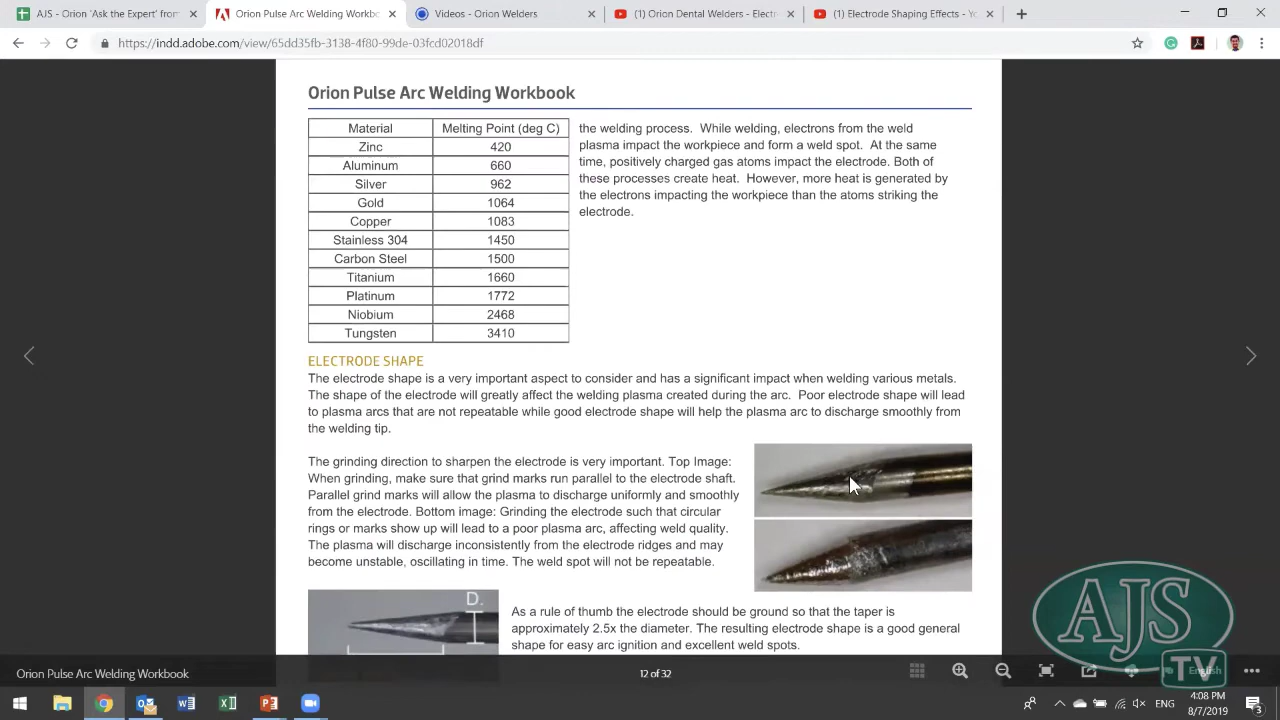 AJS - Orion 'Ask the Expert' from
Orion Pulse Arc Welding Workbo
Videos - Orion Welders
(1) Orion Dental Welders - Electr
(1) Electrode Shaping Effects - Yo
https://indd.adobe.com/view/65dd35fb-3138-4f80-99de-03fcd02018df
Orion Pulse Arc Welding Workbook
Material Melting Point (deg C)
Zinc 420
Aluminum 660
Silver 962
Gold 1064
Copper 1083
Stainless 304 1450
Carbon Steel 1500
Titanium 1660
Platinum 1772
Niobium 2468
Tungsten 3410
the welding process. While welding, electrons from the weld
plasma impact the workpiece and form a weld spot. At the same
time, positively charged gas atoms impact the electrode. Both of
these processes create heat. However, more heat is generated by
the electrons impacting the workpiece than the atoms striking the
electrode.
ELECTRODE SHAPE
The electrode shape is a very important aspect to consider and has a significant impact when welding various metals.
The shape of the electrode will greatly affect the welding plasma created during the arc. Poor electrode shape will lead
to plasma arcs that are not repeatable while good electrode shape will help the plasma arc to discharge smoothly from
the welding tip.
The grinding direction to sharpen the electrode is very important. Top Image:
When grinding, make sure that grind marks run parallel to the electrode shaft.
Parallel grind marks will allow the plasma to discharge uniformly and smoothly
from the electrode. Bottom image: Grinding the electrode such that circular
rings or marks show up will lead to a poor plasma arc, affecting weld quality.
The plasma will discharge inconsistently from the electrode ridges and may
become unstable, oscillating in time. The weld spot will not be repeatable.
D.
As a rule of thumb the electrode should be ground so that the taper is
approximately 2.5x the diameter. The resulting electrode shape is a good general
shape for easy arc ignition and excellent weld spots.
AJS
TV
Orion Pulse Arc Welding Workbook
12 of 32
English
ENG
4:08 PM
8/7/2019
3